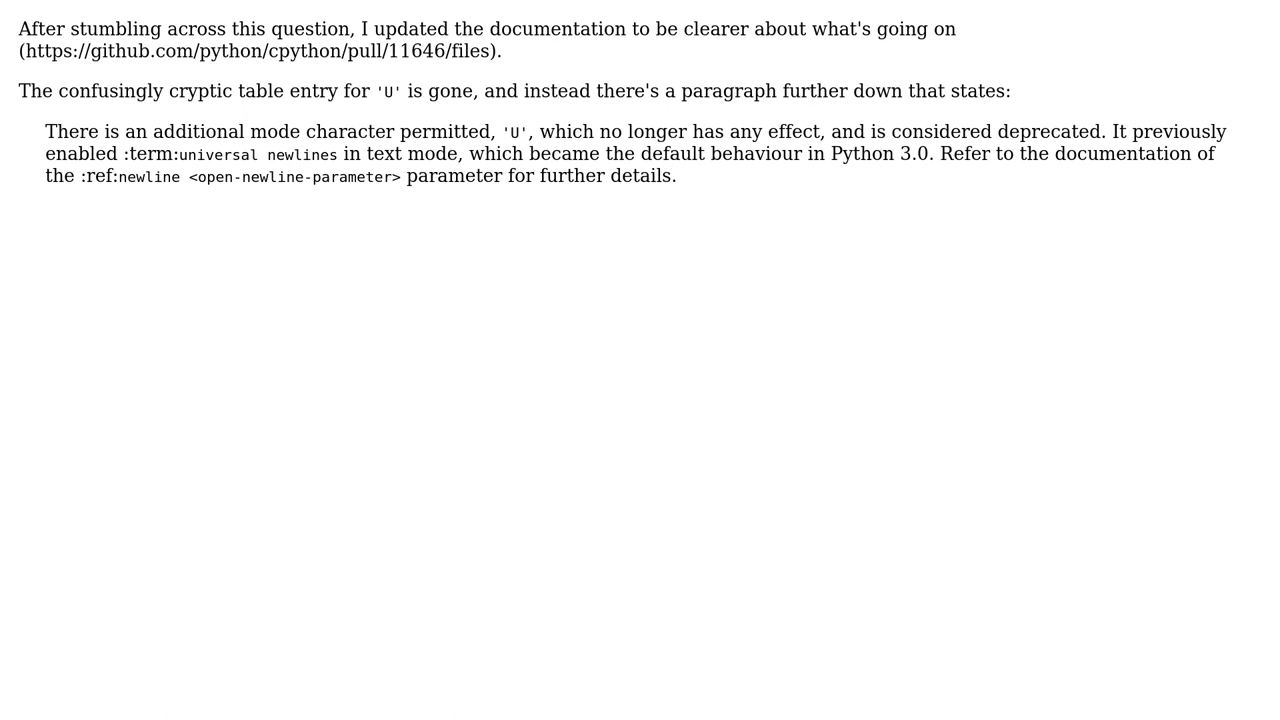 After stumbling across this question, I updated the documentation to be clearer about what's going on
(https://github.com/python/cpython/pull/11646/files).
The confusingly cryptic table entry for 'U' is gone, and instead there's a paragraph further down that states:
There is an additional mode character permitted, 'U', which no longer has any effect, and is considered deprecated. It previously
enabled :term:universal newlines in text mode, which became the default behaviour in Python 3.0. Refer to the documentation of
the :ref:newline <open-newline-parameter> parameter for further details.